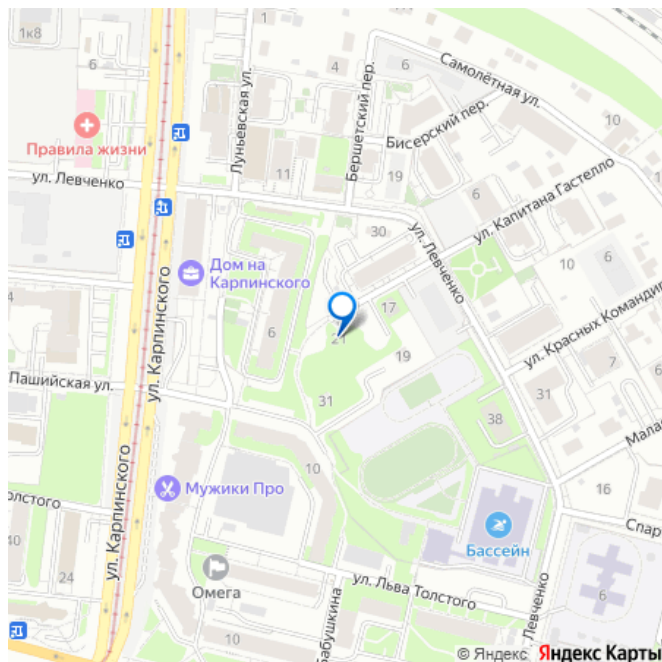 1к8
1
6
4
6
Самолётная ул.
10
Правила жизни
Луньевская ул.
Бершетский пер.
Бисерский пер.
ул. Левченко
11
19
6
ул. Капитана Гастелло
30
ул. Левченко
Дом на
Карпинского
10
6
17
21
ул. Красных Командир
4
ул. Карпинского
ул. Карпинского
Пашийская ул.
19
7
6
31
31
38
Мала
10
Мужики Про
16
олстого
Бассейн
Спар
40
24
Омега
ул. Льва Толстого
Левченко
6
10
Бабушкина
© Яндекс Яндекс Карты